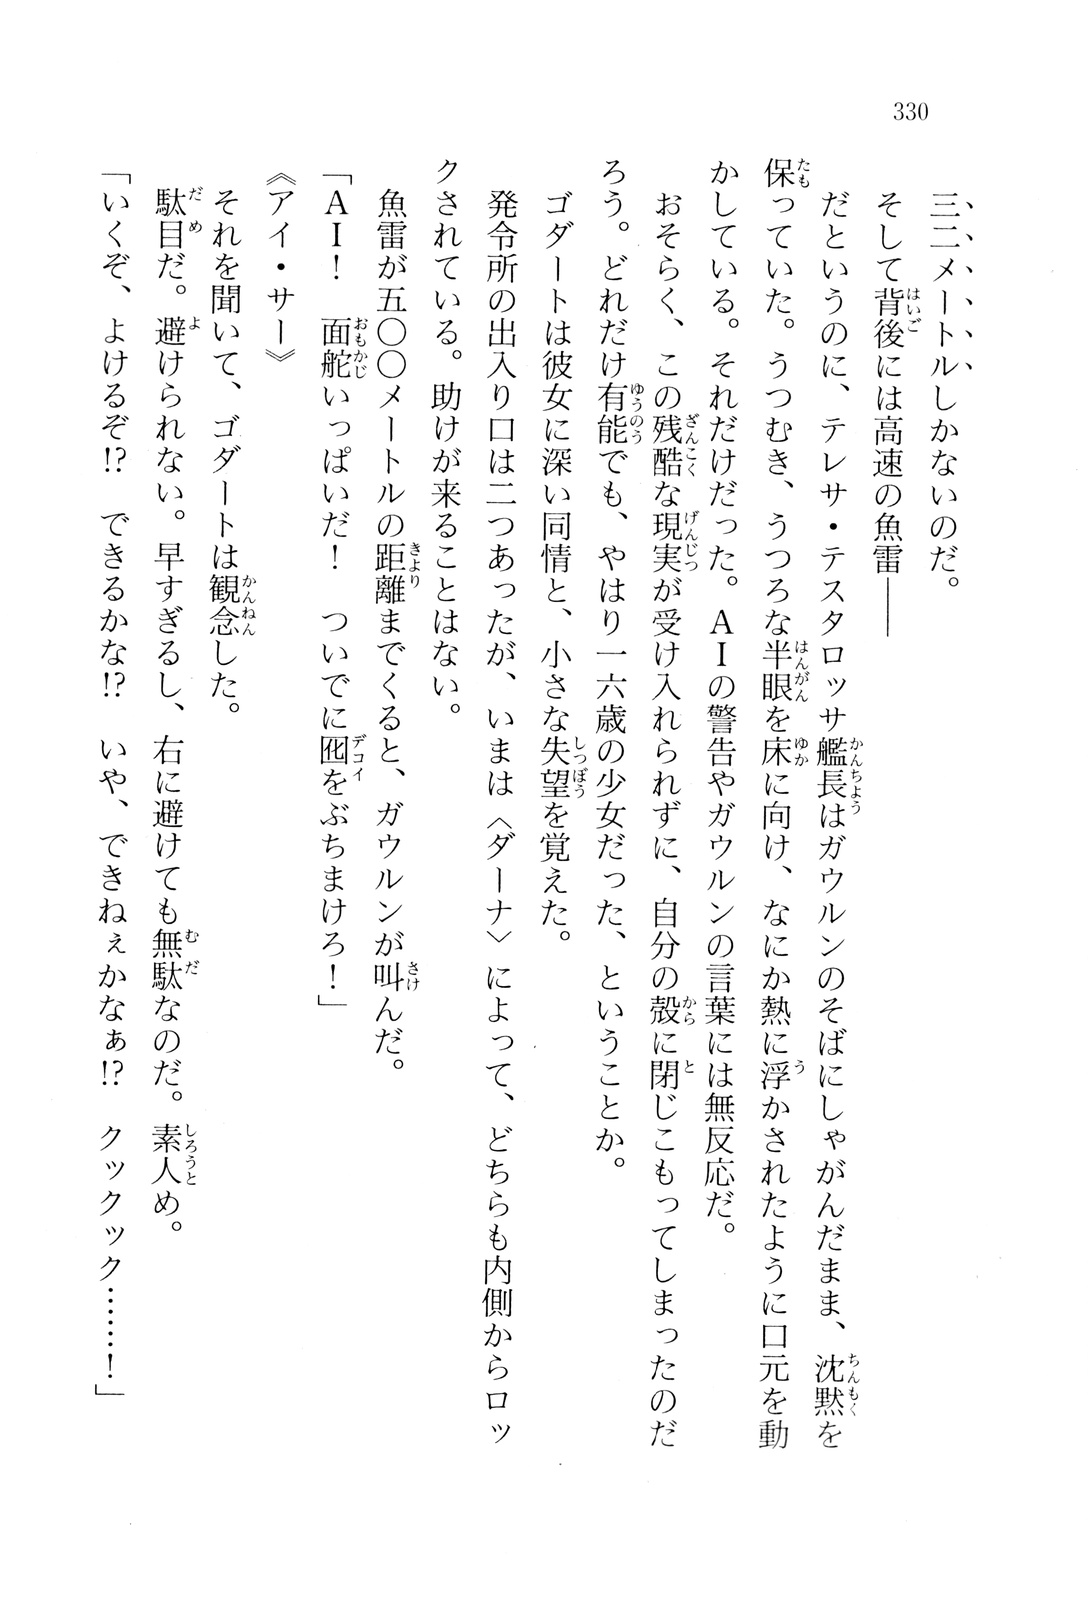 330
三二メートルしかないのだ。
そして背後には高速の魚雷――
だというのに、テレサ・テスタロッサ艦長はガウルンのそばにしゃがんだまま、沈黙を
保っていた。うつむき、うつろな半眼を床に向け、なにか熱に浮かされたように口元を動
かしている。それだけだった。ＡＩの警告やガウルンの言葉には無反応だ。
おそらく、この残酷な現実が受け入れられずに、自分の殻に閉じこもってしまったのだ
ろう。どれだけ有能でも、やはり一六歳の少女だった、ということか。
ゴダートは彼女に深い同情と、小さな失望を覚えた。
発令所の出入り口は二つあったが、いまは〈ダーナ〉によって、どちらも内側からロッ
クされている。助けが来ることはない。
魚雷が五〇〇メートルの距離までくると、ガウルンが叫んだ。
「ＡＩ！　面舵いっぱいだ！　ついでに囮をぶちまけろ！」
《アイ・サー》
それを聞いて、ゴダートは観念した。
駄目だ。避けられない。早すぎるし、右に避けても無駄なのだ。素人め。
「いくぞ、よけるぞ!?　できるかな!?　いや、できねぇかなぁ!?　クックック……！」